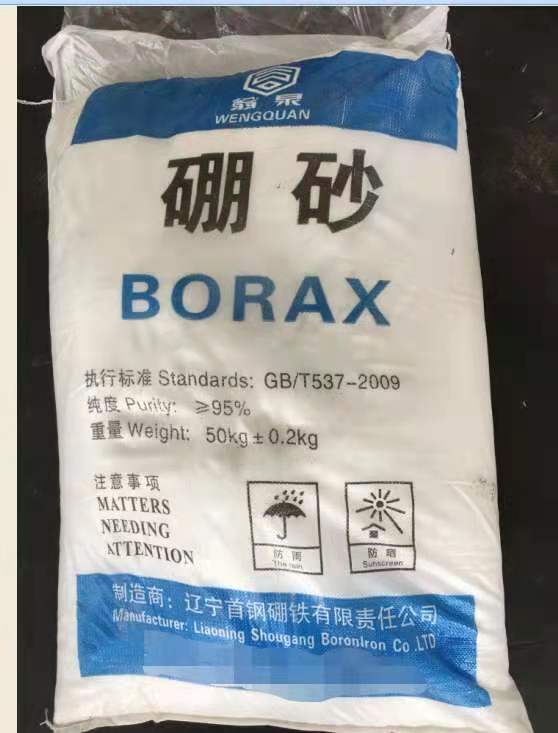 翁泉
WENGQUAN
硼砂
BORAX
执行标准 Standards: GB/T537-2009
纯度 Purity: ≥95%
重量 Weight: 50kg±0.2kg
注意事项
MATTERS
NEEDING
ATTENTION
防雨
The rain
防晒
Sunscreen
制造商: 辽宁首钢硼铁有限责任公司
Manufacturer: Liaoning Shougang BoronIron Co .LTD